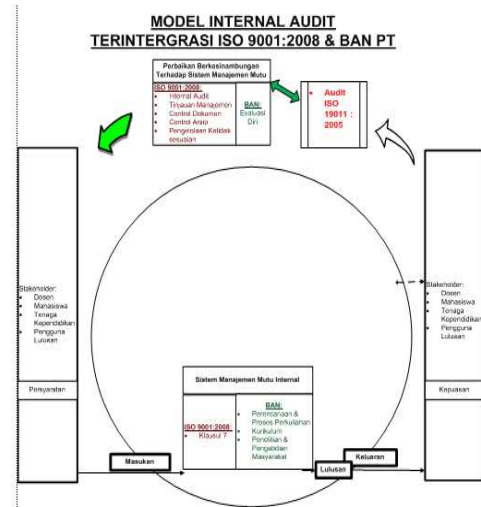 MODEL INTERNAL AUDIT
TERINTERGRASI ISO 9001:2008 & BAN PT
Perbaikan Berkesinambungan
Terhadap Sistem Manajemen Mutu
ISO 9001:2008:
• Internal Audit
• Tinjauan Manajemen
• Control Dokumen
• Control Arsip
• Pengelolaan Ketidak
sesuaian
BAN:
Evaluasi
Diri
• Audit
ISO
19011 :
2005
Stakeholder:
• Dosen
• Mahasiswa
• Tenaga
Kependidikan
• Pengguna
Lulusan
Persyaratan
Stakeholder:
• Dosen
• Mahasiswa
• Tenaga
Kependidikan
• Pengguna
Lulusan
Kepuasan
Sistem Manajemen Mutu Internal
ISO 9001:2008:
• Klausul 7
BAN:
• Perencanaan &
Proses Perkuliahan
• Kurikulum
• Penelitian &
Pengabdian
Masyarakat
Masukan
Lulusan
Keluaran